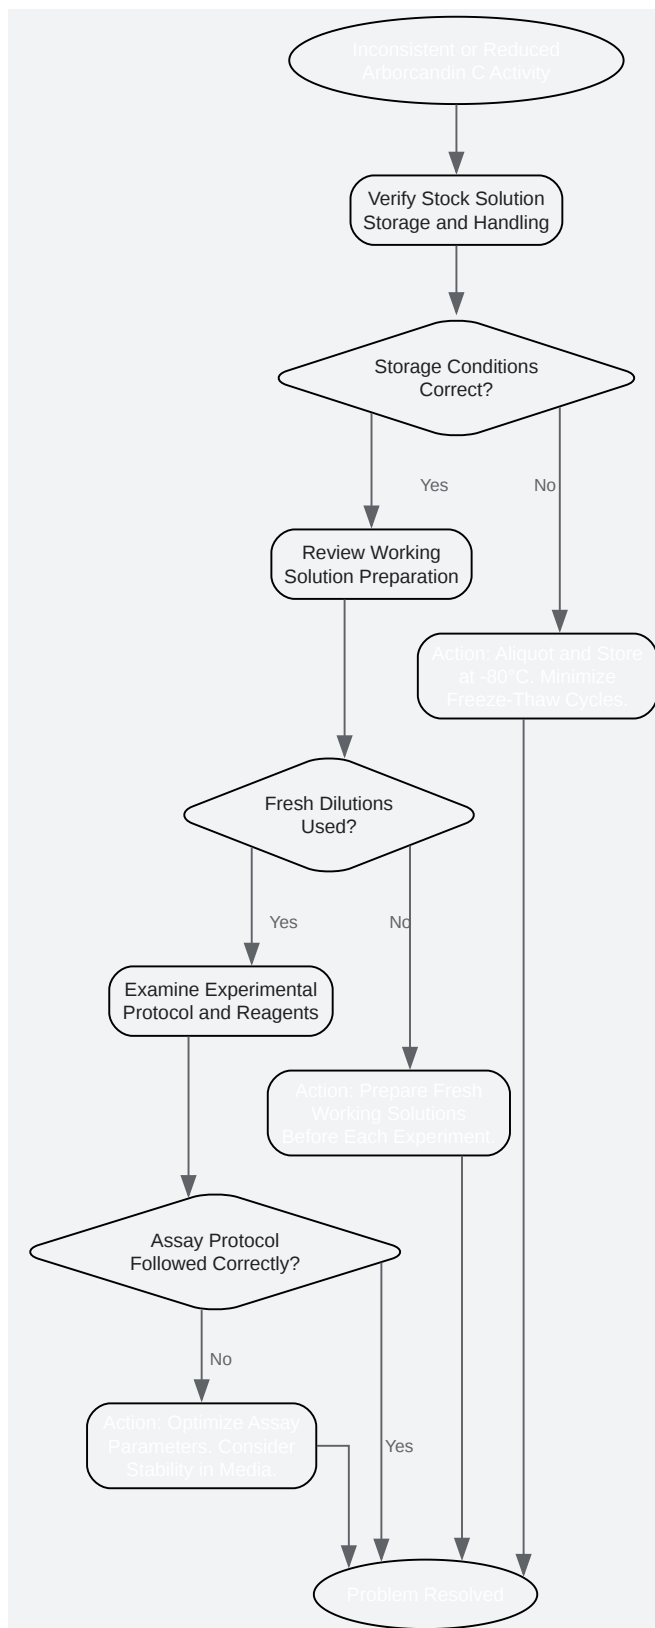 Inconsistent or Reduced
Arborcandin C Activity
Verify Stock Solution
Storage and Handling
Storage Conditions
Correct?
Yes
No
Review Working
Solution Preparation
Action: Aliquot and Store
at -80°C. Minimize
Freeze-Thaw Cycles.
Fresh Dilutions
Used?
Yes
No
Examine Experimental
Protocol and Reagents
Action: Prepare Fresh
Working Solutions
Before Each Experiment.
Assay Protocol
Followed Correctly?
No
Action: Optimize Assay
Parameters. Consider
Stability in Media.
Yes
Problem Resolved